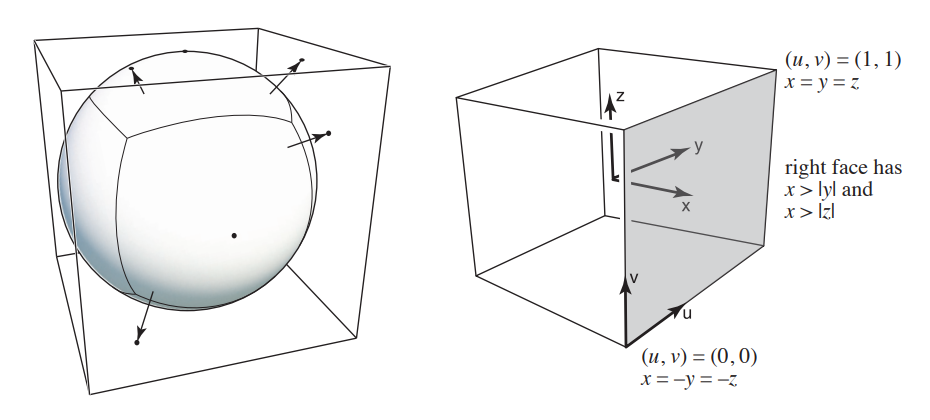 (u, v) = (1, 1)
x = y = z
z
y
right face has
x > |y| and
x > |z|
x
v
u
(u, v) = (0, 0)
x = –y = –z